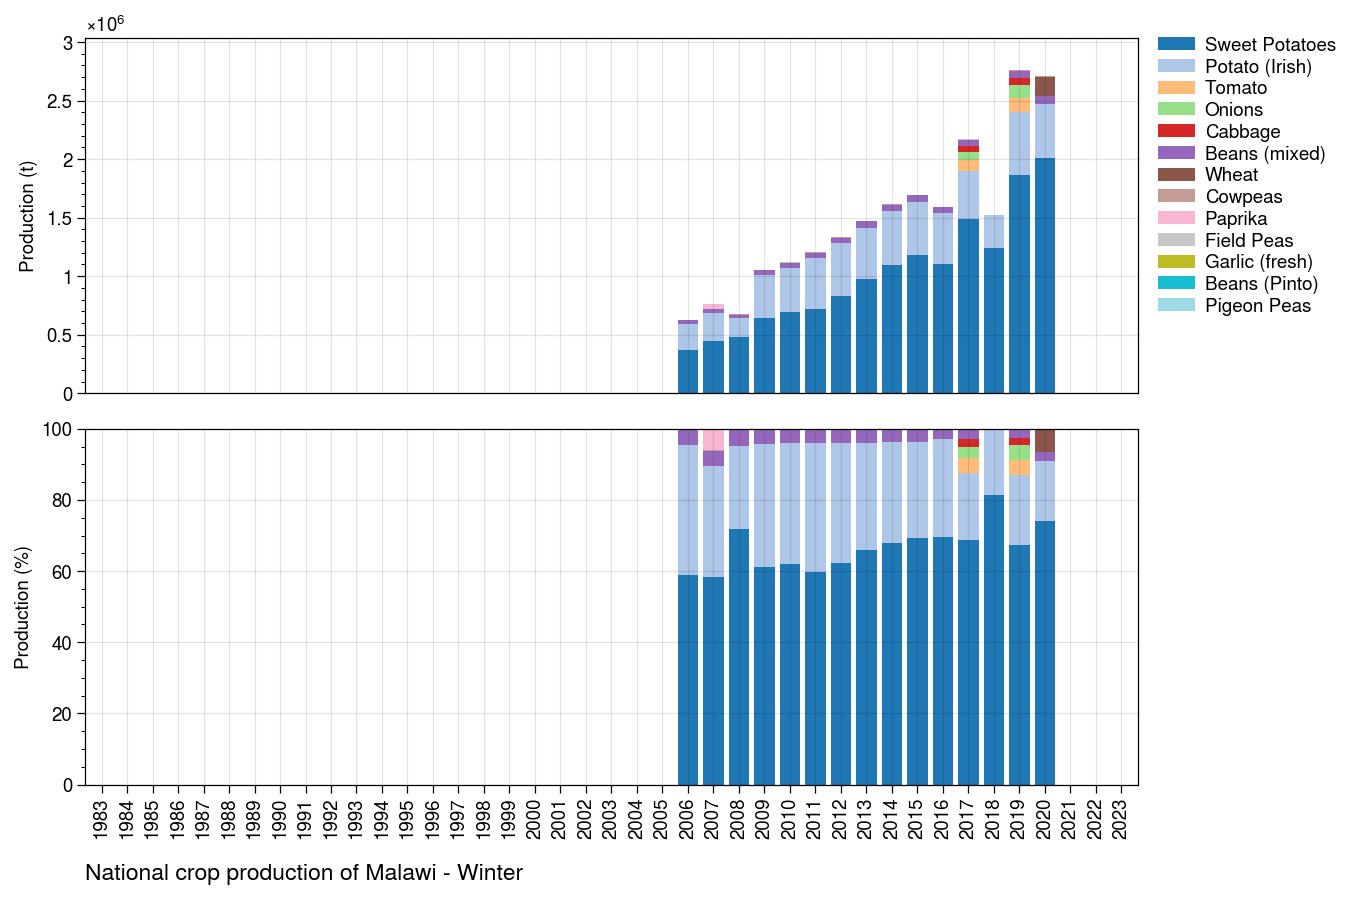 ×10⁶
3
2.5
2
1.5
1
0.5
0
Production (t)
Sweet Potatoes
Potato (Irish)
Tomato
Onions
Cabbage
Beans (mixed)
Wheat
Cowpeas
Paprika
Field Peas
Garlic (fresh)
Beans (Pinto)
Pigeon Peas
100
80
60
40
20
0
Production (%)
1983 1984 1985 1986 1987 1988 1989 1990 1991 1992 1993 1994 1995 1996 1997 1998 1999 2000 2001 2002 2003 2004 2005 2006 2007 2008 2009 2010 2011 2012 2013 2014 2015 2016 2017 2018 2019 2020 2021 2022 2023
National crop production of Malawi - Winter